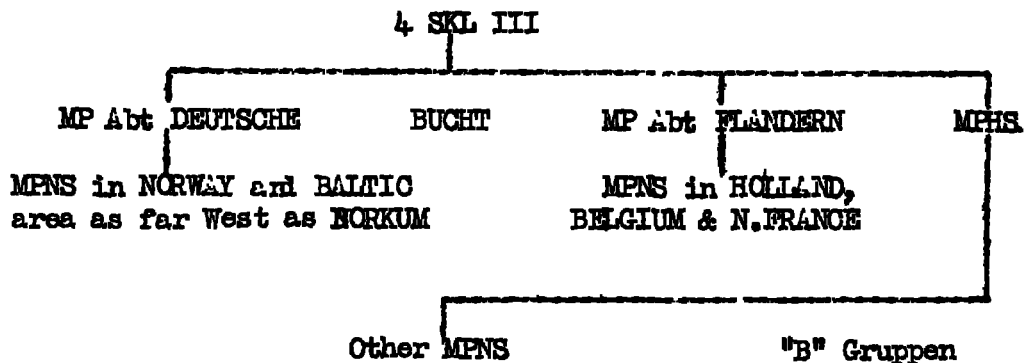 4 SKL III
MP Abt DEUTSCHE BUCHT MP Abt FLANDERN MPHS.
MPNS in NORWAY and BALTIC
area as far West as BORKUM
MPNS in HOLLAND,
BELGIUM & N.FRANCE
Other MPNS "B" Gruppen